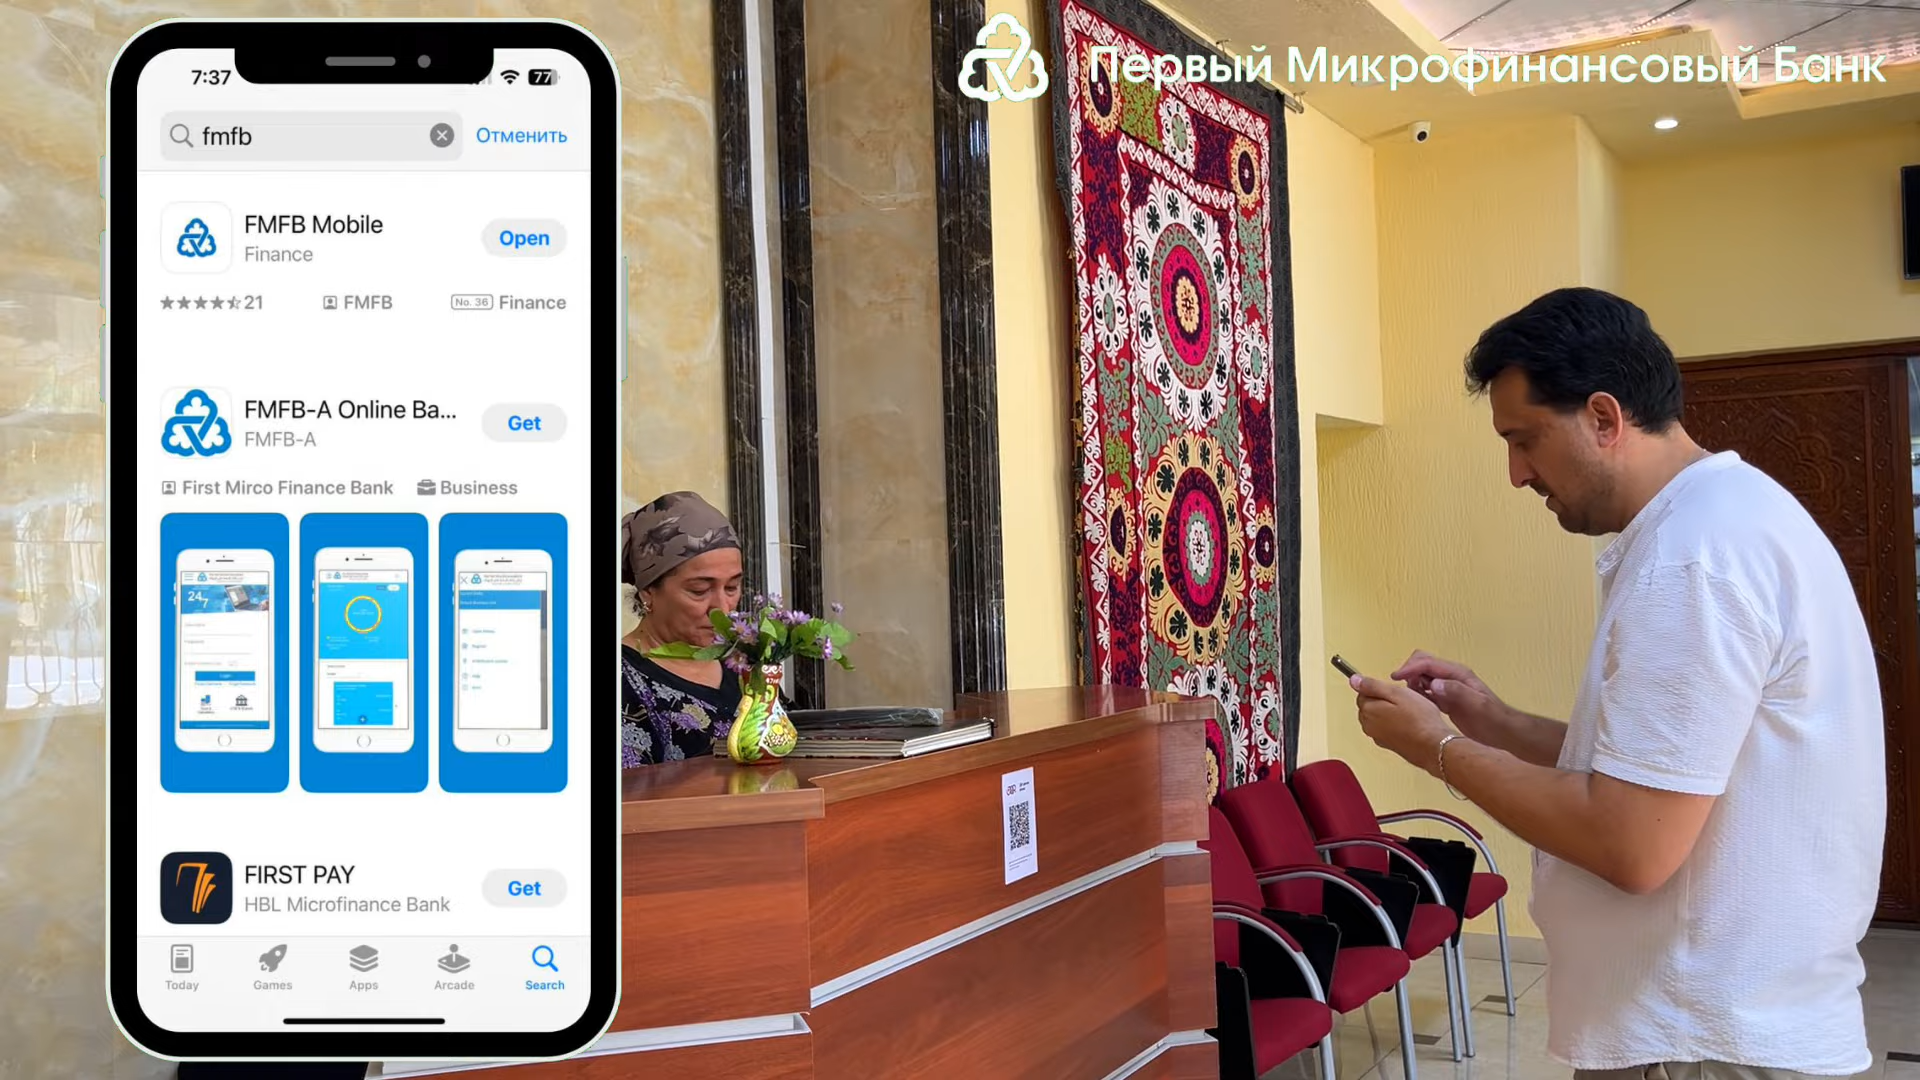 Первый Микрофинансовый Банк
7:37
77
fmfb
Отменить
FMFB Mobile
Finance
Open
21
FMFB
No. 36
Finance
FMFB-A Online Ba...
FMFB-A
Get
First Mirco Finance Bank
Business
24
7
FIRST PAY
HBL Microfinance Bank
Get
Today
Games
Apps
Arcade
Search